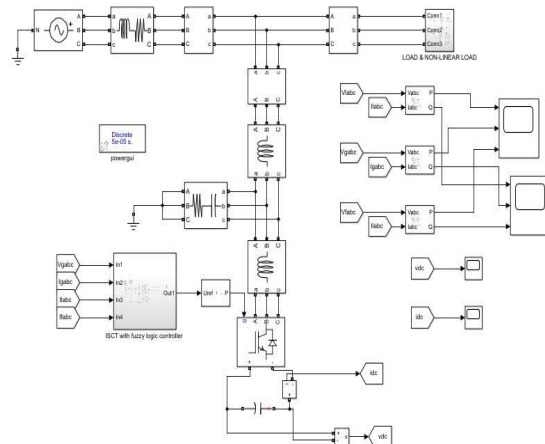 N
A
B
C
A
B
C
a
b
c
A
B
C
a
b
c
a
b
c
Conn1
Conn2
Conn3
LOAD & NON-LINEAR LOAD
a
b
c
A
B
C
Discrete
5e-05 s.
powergui
A
B
C
a
b
c
A
B
C
a
b
c
A
B
C
a
b
c
Vgabc
Igabc
Ilabc
Ifabc
In1
In2
In3
In4
Out1
ISCT with fuzzy logic controller
Uref
P
g
A
B
C
+
-
idc
+
-
v
vdc
Vlabc
Ilabc
Vabc
Iabc
P
Q
Vgabc
Igabc
Vabc
Iabc
P
Q
Vfabc
Vabc
Iabc
P
Q
vdc
idc